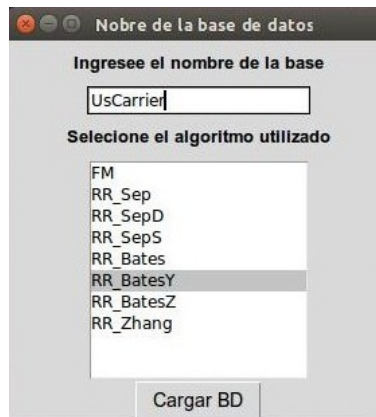 Nobre de la base de datos
Ingresee el nombre de la base
UsCarrier
Selecione el algoritmo utilizado
FM
RR_Sep
RR_SepD
RR_SepS
RR_Bates
RR_BatesY
RR_BatesZ
RR_Zhang
Cargar BD